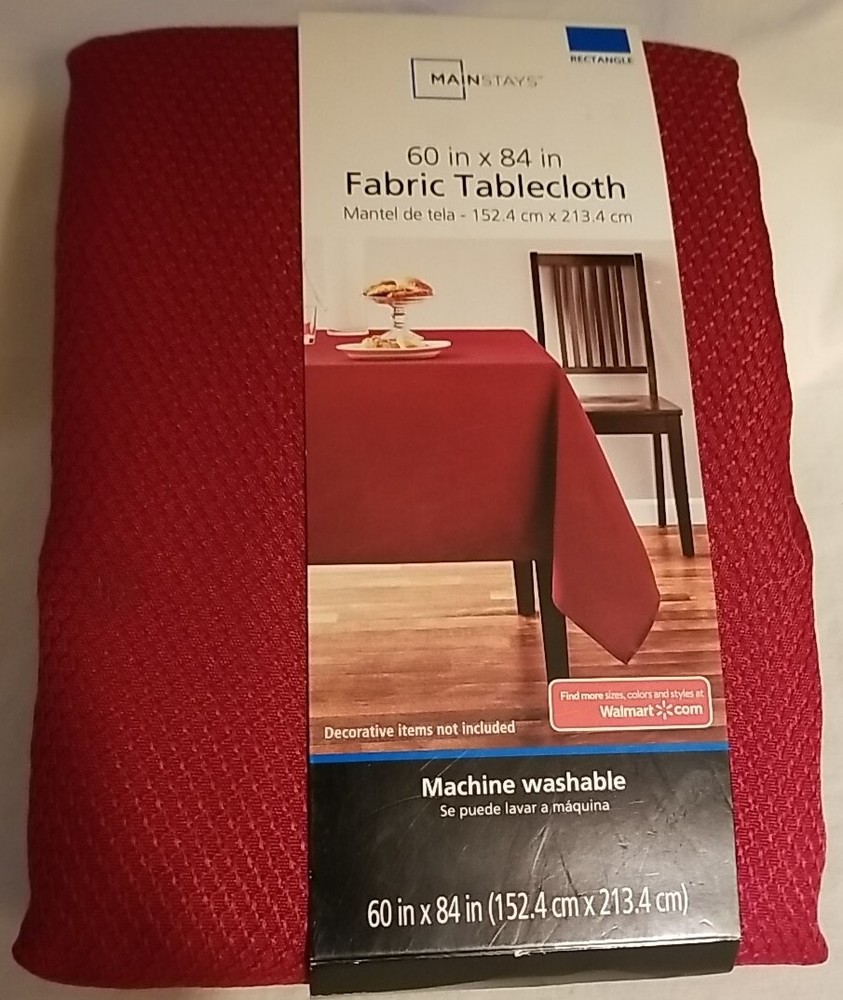 RECTANGLE
MAINSTAYS™
60 in x 84 in
Fabric Tablecloth
Mantel de tela - 152.4 cm x 213.4 cm
Find more sizes, colors and styles at
Walmart com
Decorative items not included
Machine washable
Se puede lavar a máquina
60 in x 84 in (152.4 cm x 213.4 cm)